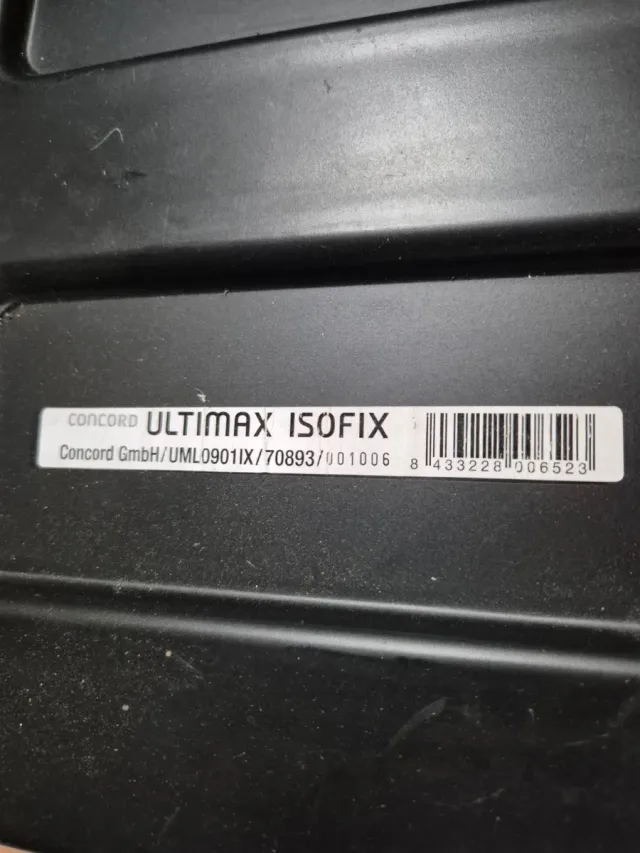 CONCORD ULTIMAX ISOFIX
Concord GmbH/UML0901IX/70893/001006
8 433228 006523